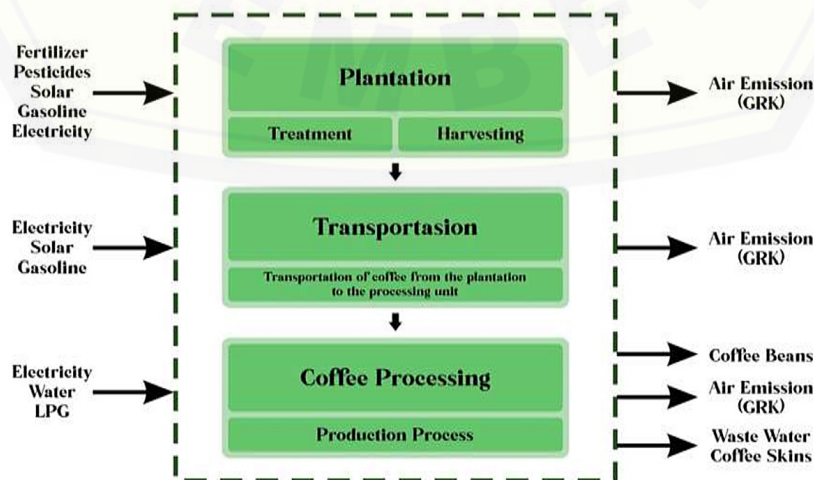 Fertilizer
Pesticides
Solar
Gasoline
Electricity
Plantation
Treatment
Harvesting
Air Emission
(GRK)
Electricity
Solar
Gasoline
Transportasion
Transportation of coffee from the plantation
to the processing unit
Air Emission
(GRK)
Electricity
Water
LPG
Coffee Processing
Production Process
Coffee Beans
Air Emission
(GRK)
Waste Water
Coffee Skins